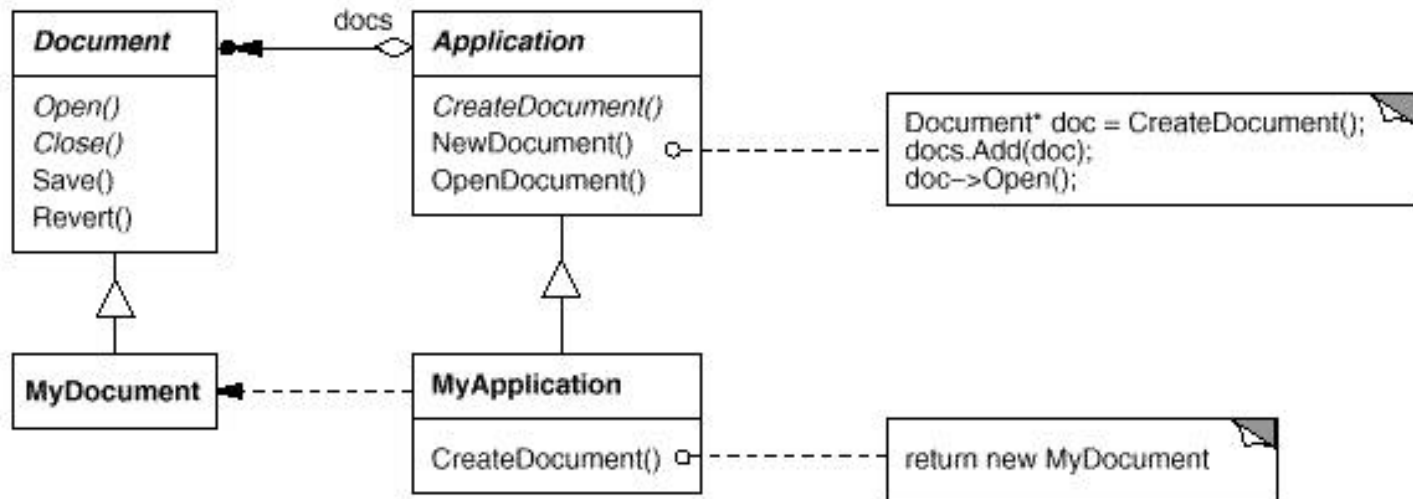 docs
Document
Open()
Close()
Save()
Revert()
Application
CreateDocument()
NewDocument()
OpenDocument()
Document* doc = CreateDocument();
docs.Add(doc);
doc->Open();
MyDocument
MyApplication
CreateDocument()
return new MyDocument